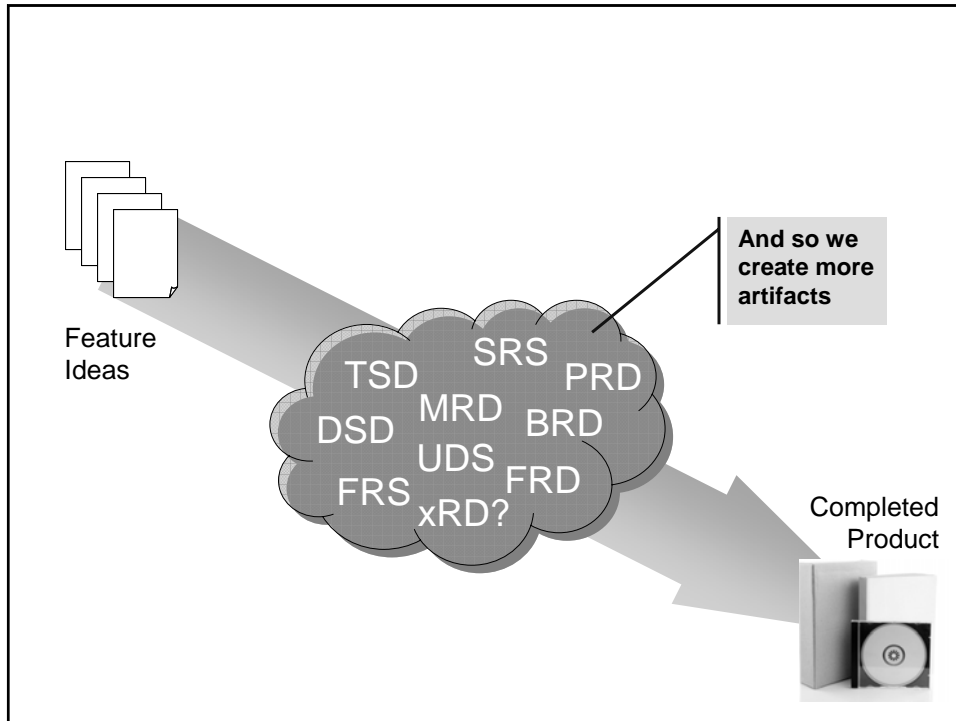 And so we
create more
artifacts
Feature
Ideas
SRS
TSD
PRD
MRD
DSD
BRD
UDS
FRS
FRD
xRD?
Completed
Product